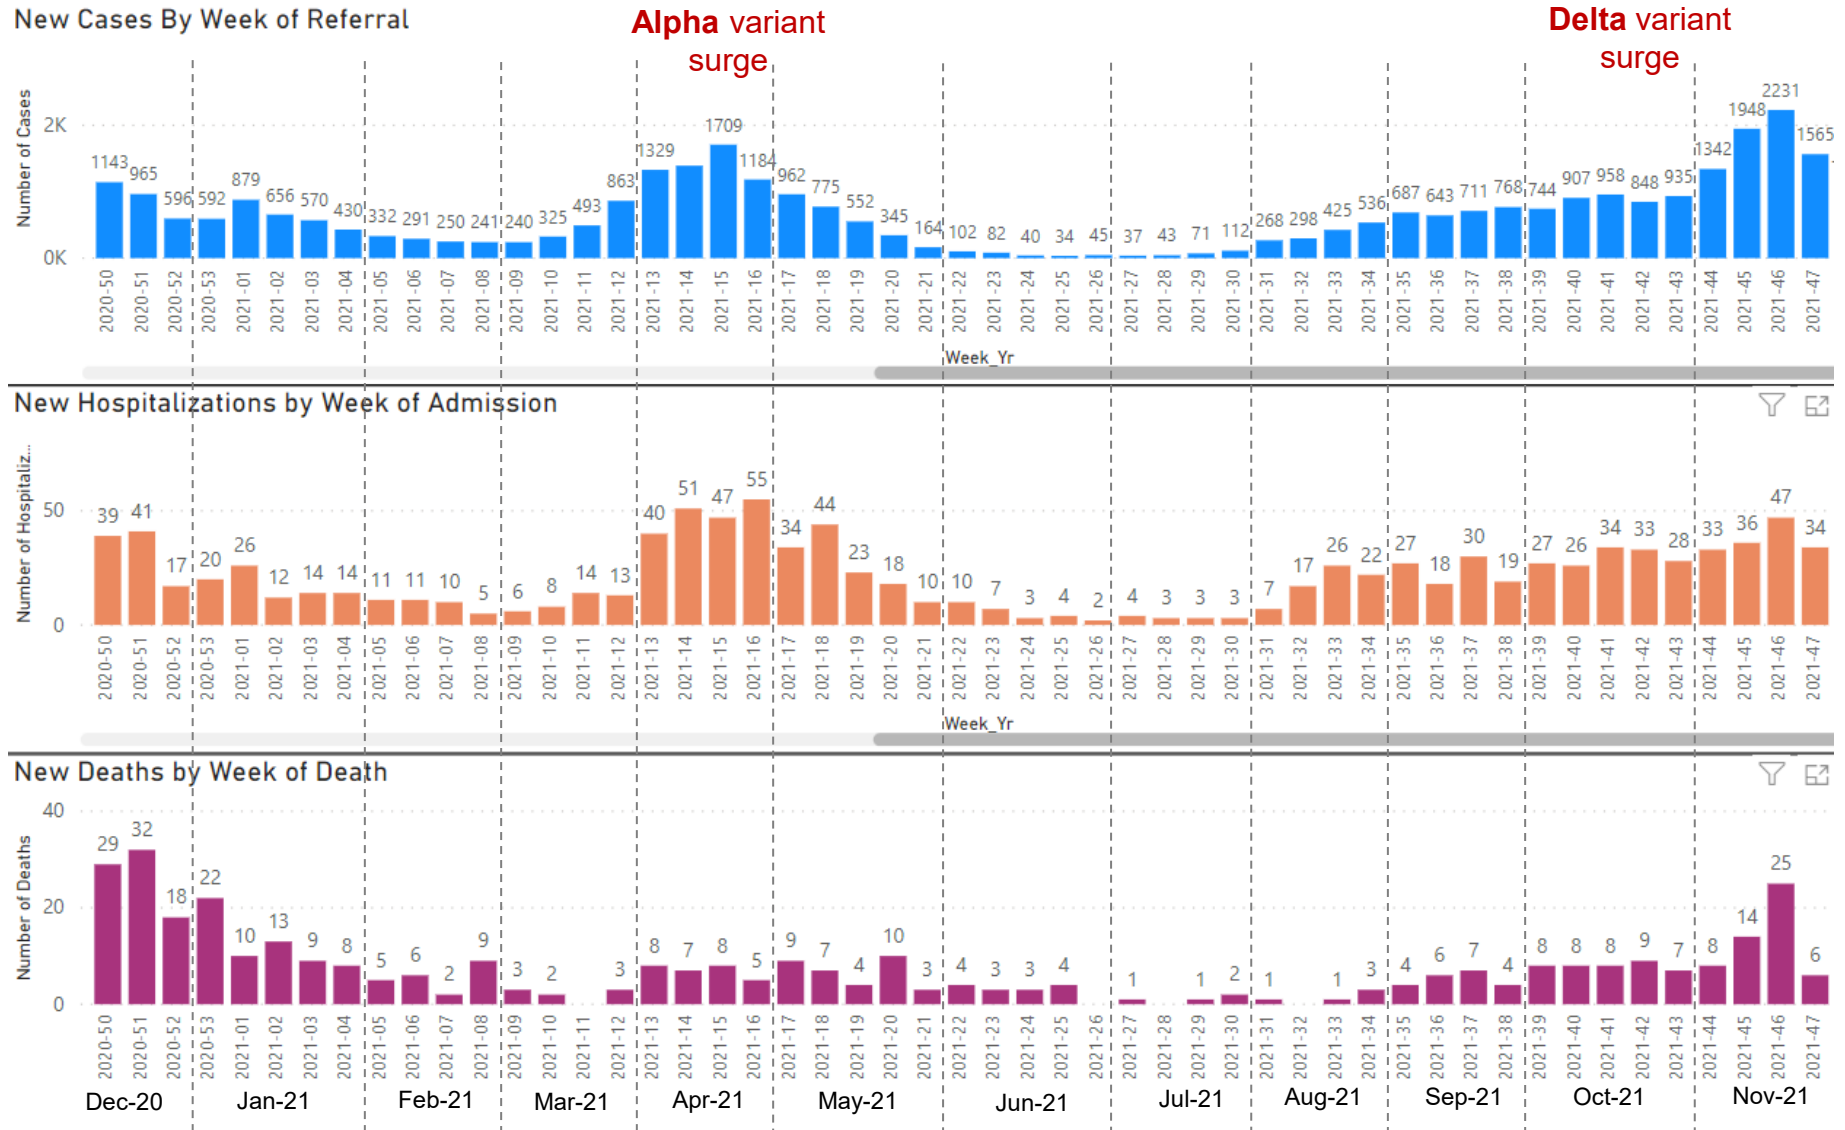 New Cases By Week of Referral
Alpha variant
surge
Delta variant
surge
Number of Cases
2K
0K
1143 965 596 592 879 656 570 430 332 291 250 241 240 325 493 863 1329 1709 1184 962 775 552 345 164 102 82 40 34 45 37 43 71 112 268 298 425 536 687 643 711 768 744 907 958 848 935 1342 1948 2231 1565
2020-50 2020-51 2020-52 2020-53 2021-01 2021-02 2021-03 2021-04 2021-05 2021-06 2021-07 2021-08 2021-09 2021-10 2021-11 2021-12 2021-13 2021-14 2021-15 2021-16 2021-17 2021-18 2021-19 2021-20 2021-21 2021-22 2021-23 2021-24 2021-25 2021-26 2021-27 2021-28 2021-29 2021-30 2021-31 2021-32 2021-33 2021-34 2021-35 2021-36 2021-37 2021-38 2021-39 2021-40 2021-41 2021-42 2021-43 2021-44 2021-45 2021-46 2021-47
Week_Yr
New Hospitalizations by Week of Admission
Number of Hospitaliz...
50
0
39 41 17 20 26 12 14 14 11 11 10 5 6 8 14 13 40 51 47 55 34 44 23 18 10 10 7 3 4 2 4 3 3 3 7 17 26 22 27 18 30 19 27 26 34 33 28 33 36 47 34
2020-50 2020-51 2020-52 2020-53 2021-01 2021-02 2021-03 2021-04 2021-05 2021-06 2021-07 2021-08 2021-09 2021-10 2021-11 2021-12 2021-13 2021-14 2021-15 2021-16 2021-17 2021-18 2021-19 2021-20 2021-21 2021-22 2021-23 2021-24 2021-25 2021-26 2021-27 2021-28 2021-29 2021-30 2021-31 2021-32 2021-33 2021-34 2021-35 2021-36 2021-37 2021-38 2021-39 2021-40 2021-41 2021-42 2021-43 2021-44 2021-45 2021-46 2021-47
Week_Yr
New Deaths by Week of Death
Number of Deaths
40
20
0
29 32 18 22 10 13 9 8 5 6 2 9 3 2 3 8 7 8 5 9 7 4 10 3 4 3 3 4 1 1 2 1 1 3 4 6 7 4 8 8 8 9 7 8 14 25 6
2020-50 2020-51 2020-52 2020-53 2021-01 2021-02 2021-03 2021-04 2021-05 2021-06 2021-07 2021-08 2021-09 2021-10 2021-11 2021-12 2021-13 2021-14 2021-15 2021-16 2021-17 2021-18 2021-19 2021-20 2021-21 2021-22 2021-23 2021-24 2021-25 2021-26 2021-27 2021-28 2021-29 2021-30 2021-31 2021-32 2021-33 2021-34 2021-35 2021-36 2021-37 2021-38 2021-39 2021-40 2021-41 2021-42 2021-43 2021-44 2021-45 2021-46 2021-47
Dec-20 Jan-21 Feb-21 Mar-21 Apr-21 May-21 Jun-21 Jul-21 Aug-21 Sep-21 Oct-21 Nov-21